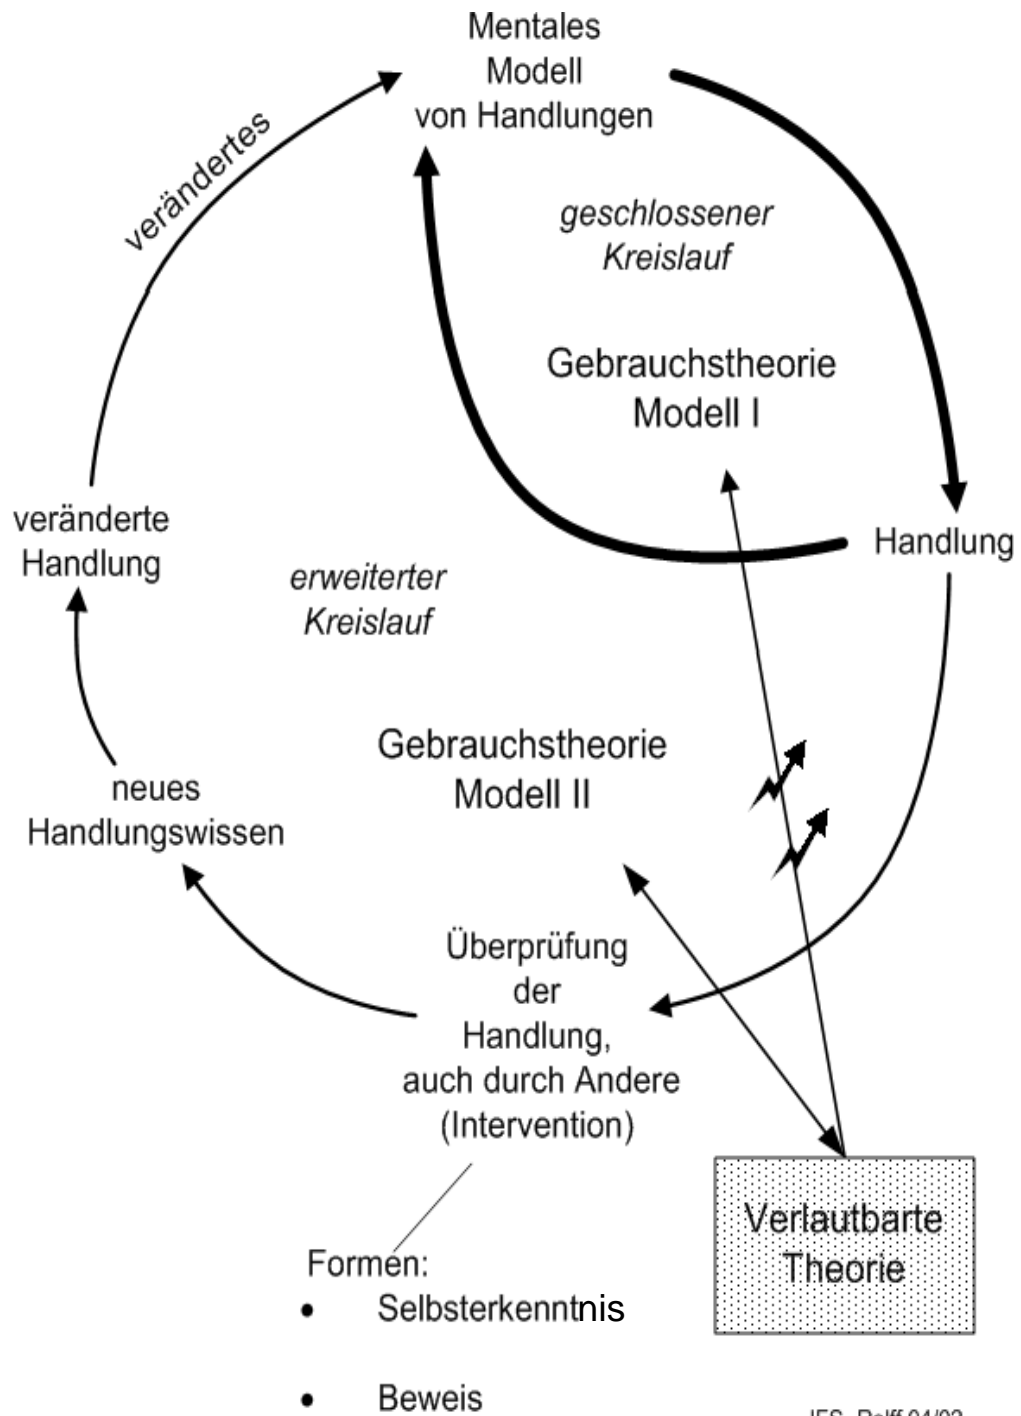 Mentales
Modell
von Handlungen
verändertes
geschlossener
Kreislauf
Gebrauchstheorie
Modell I
veränderte
Handlung
Handlung
erweiterter
Kreislauf
Gebrauchstheorie
Modell II
neues
Handlungswissen
Überprüfung
der
Handlung,
auch durch Andere
(Intervention)
Verlautbarte
Theorie
Formen:
• Selbsterkenntnis
• Beweis